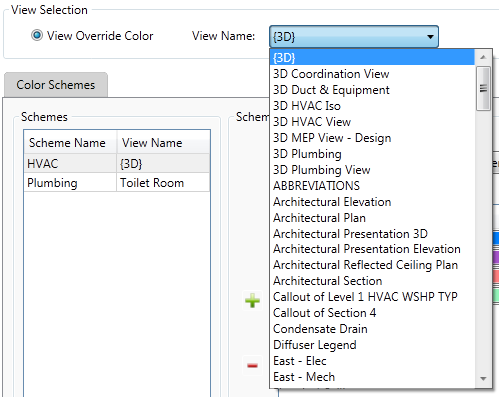 View Selection
View Override Color View Name: {3D}
{3D}
3D Coordination View
3D Duct & Equipment
3D HVAC Iso
3D HVAC View
3D MEP View - Design
3D Plumbing
3D Plumbing View
ABBREVIATIONS
Architectural Elevation
Architectural Plan
Architectural Presentation 3D
Architectural Presentation Elevation
Architectural Reflected Ceiling Plan
Architectural Section
Callout of Level 1 HVAC WSHP TYP
Callout of Section 4
Condensate Drain
Diffuser Legend
East - Elec
East - Mech
Color Schemes
Schemes
Scheme Name View Name
HVAC {3D}
Plumbing Toilet Room